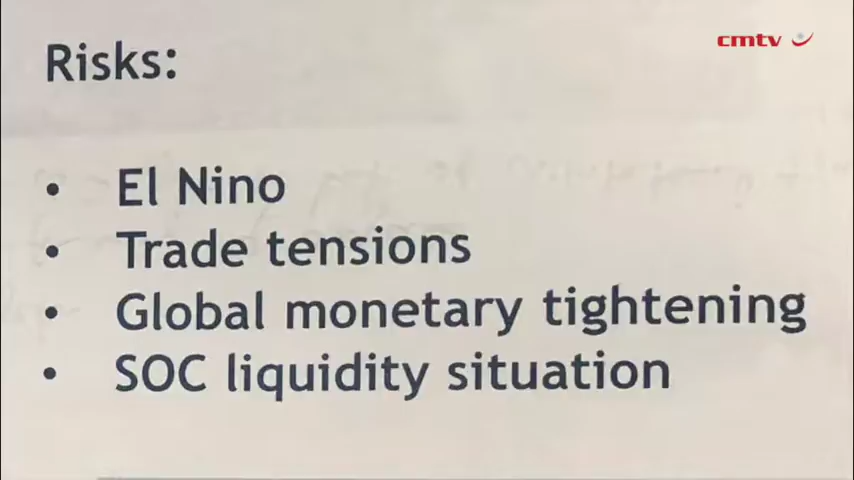 cmtv
Risks:
• El Nino
• Trade tensions
• Global monetary tightening
• SOC liquidity situation